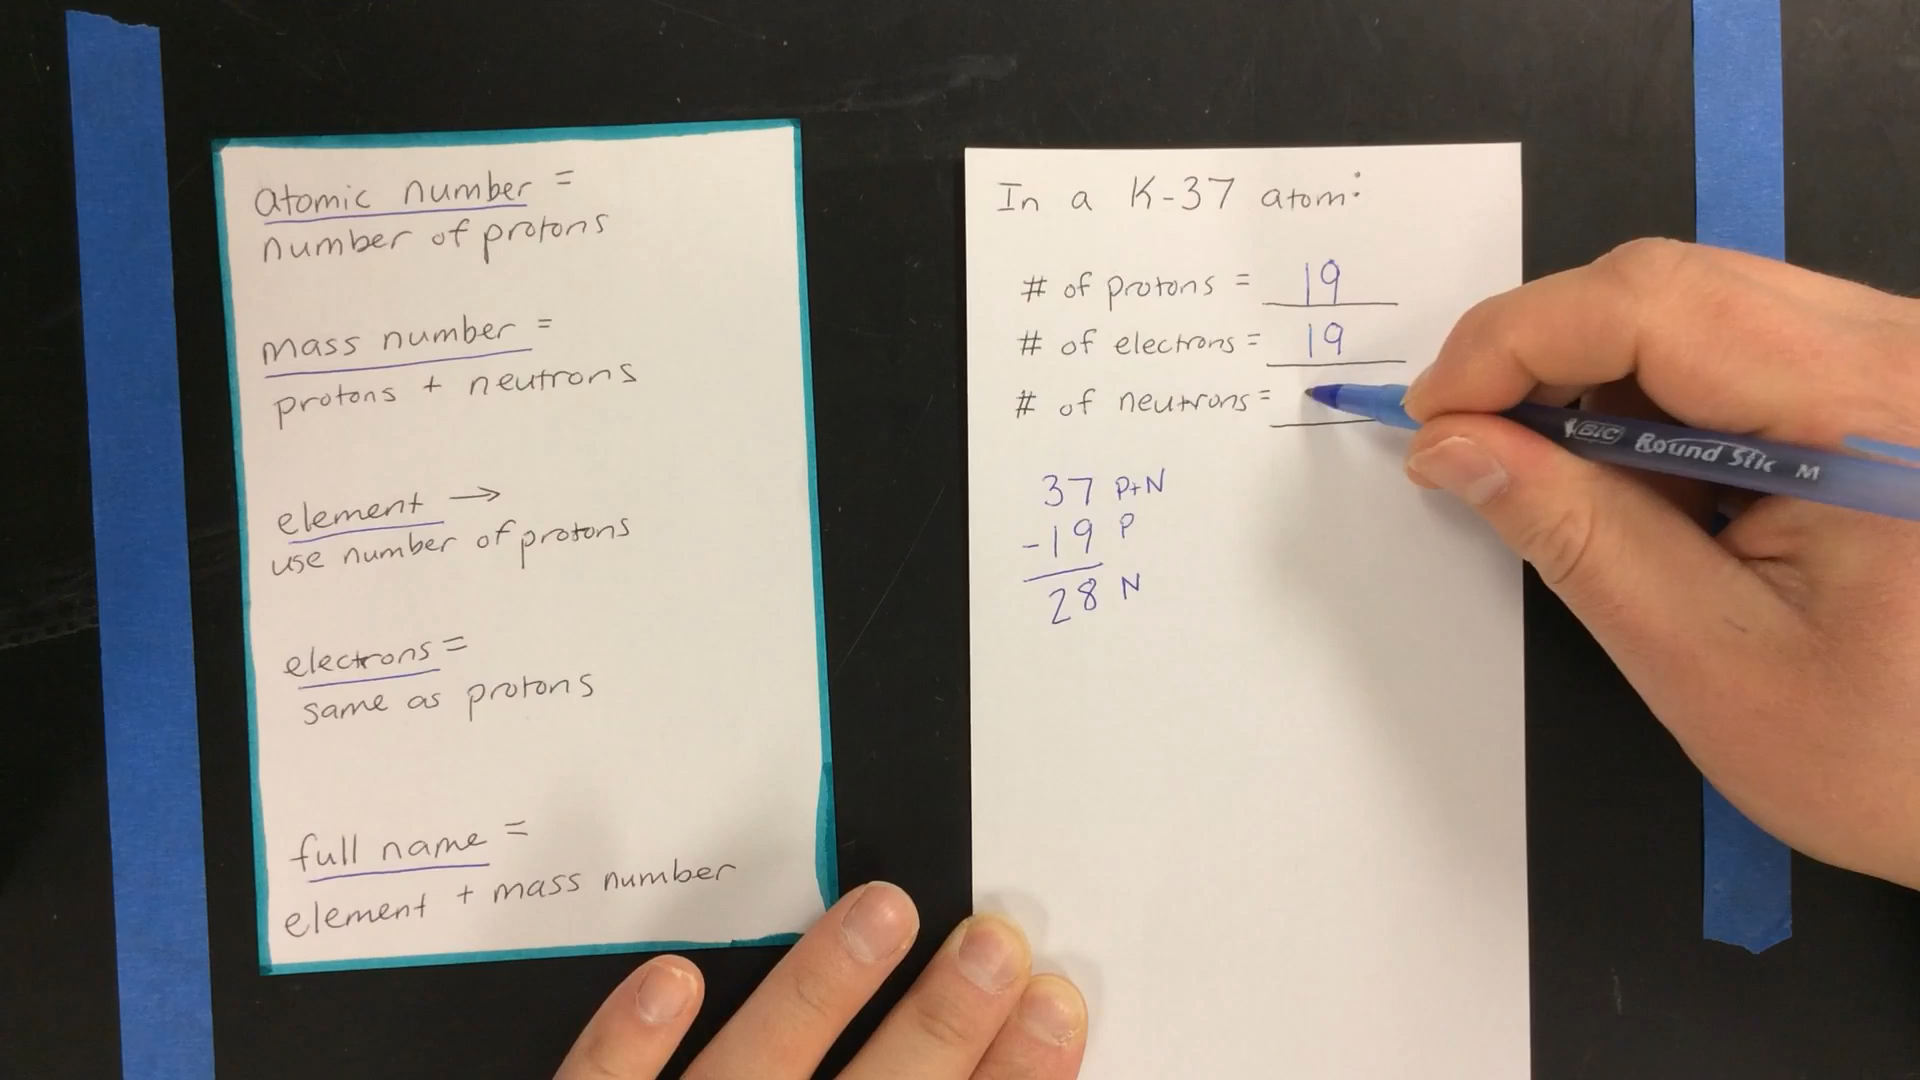 atomic number =
number of protons
mass number =
protons + neutrons
element →
use number of protons
electrons =
same as protons
full name =
element + mass number
In a K-37 atom:
# of protons = 19
# of electrons = 19
# of neutrons =
37 P+N
-19 P
28 N
BIC Round Stic M